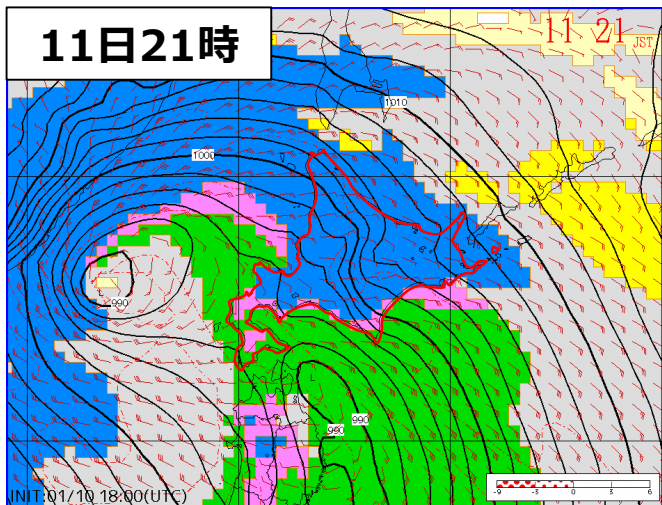 11日21時
11 21 JST
1010
1000
990
L
L
990
990
INIT:01/10 18:00(UTC)
-9 -3 0 3 6